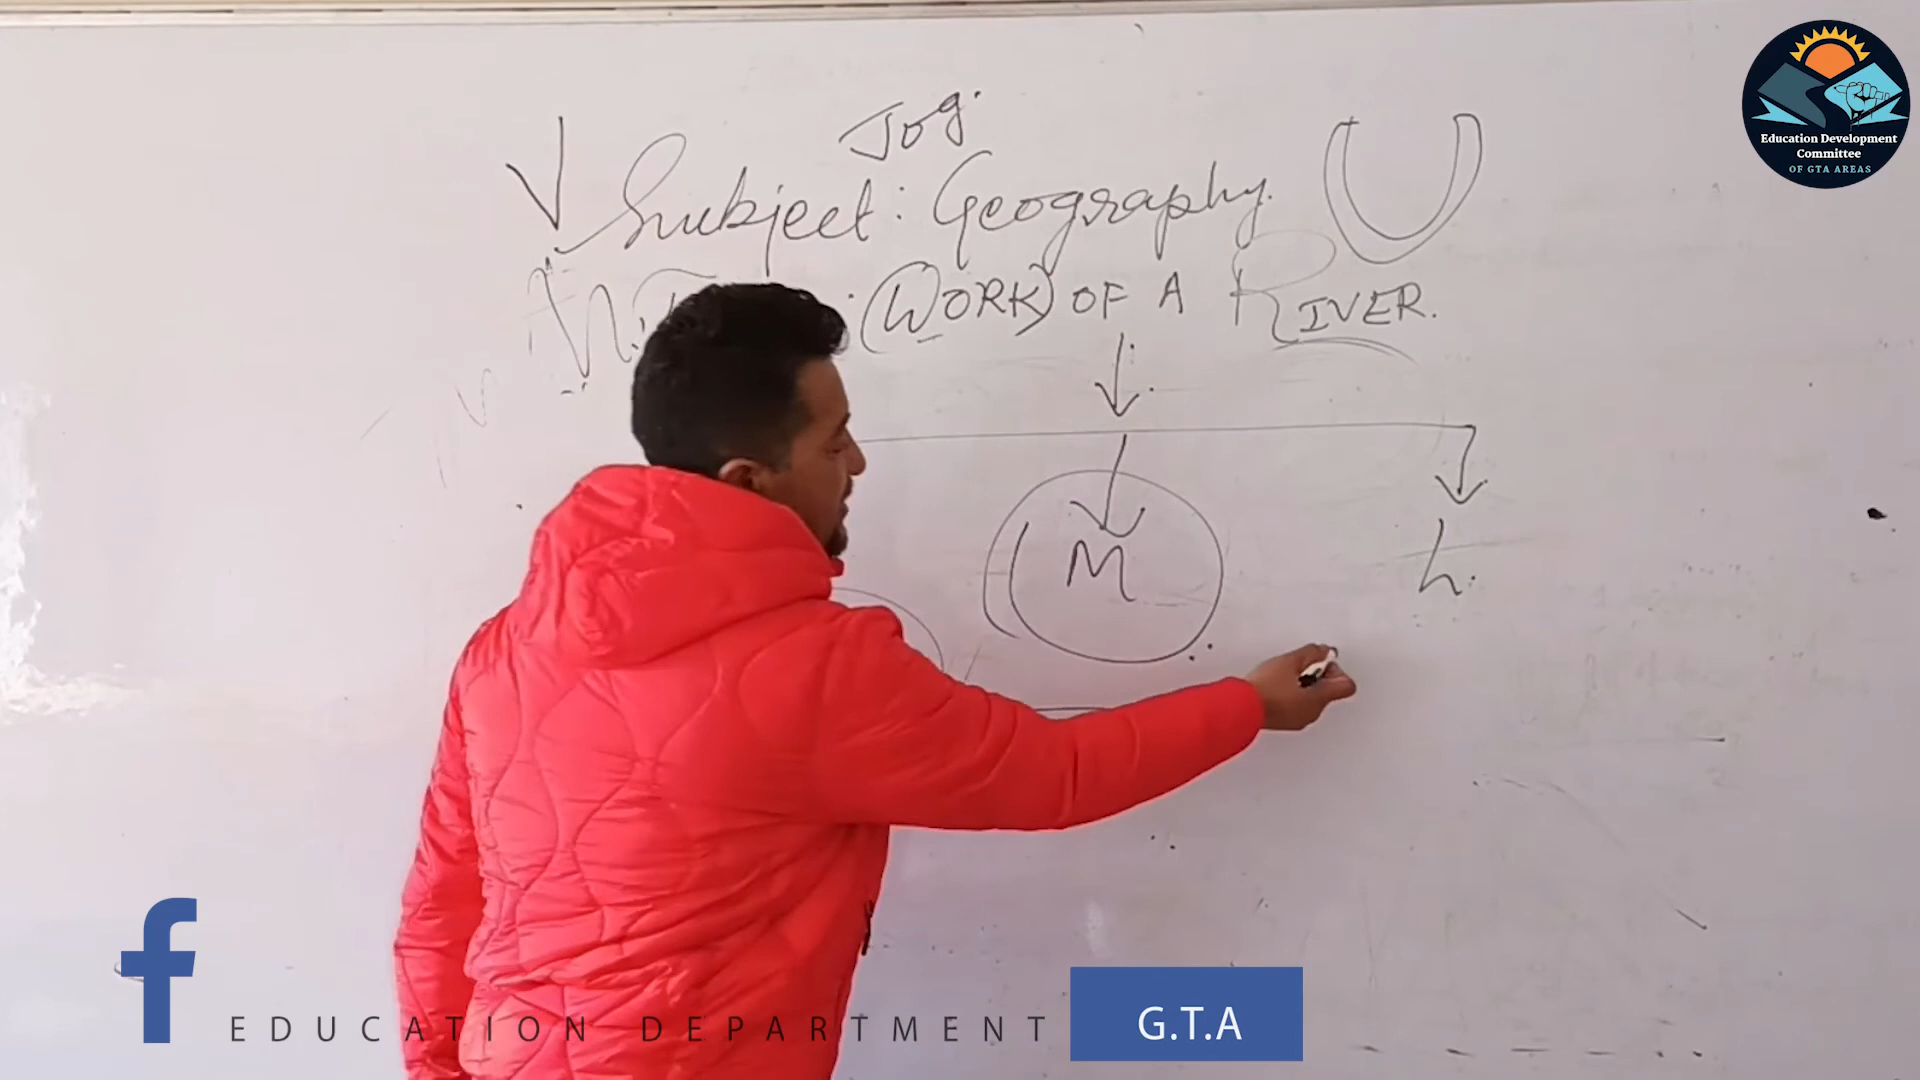 Jog.
Subject: Geography.
(WORK) OF A RIVER.
M
L.
Education Development
Committee
OF GTA AREAS
f
EDUCATION DEPARTMENT
G.T.A